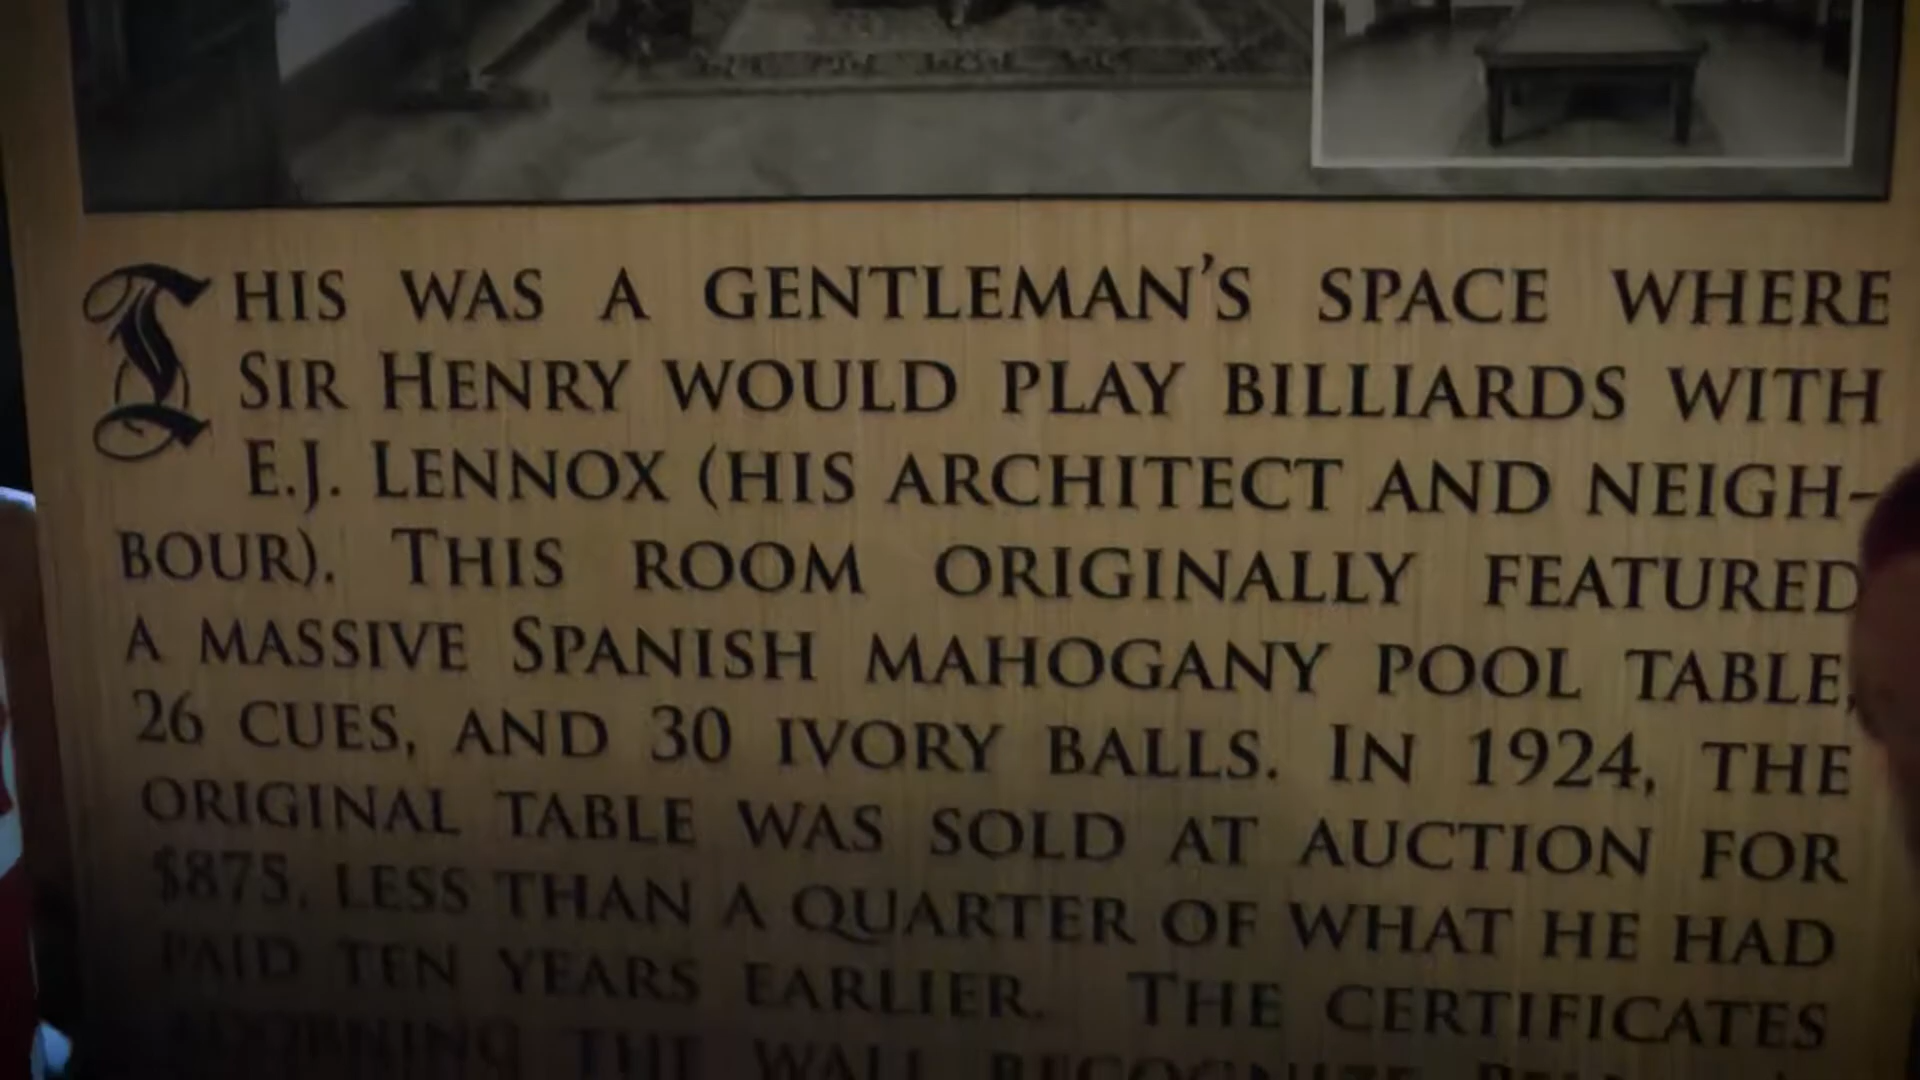 THIS WAS A GENTLEMAN'S SPACE WHERE
SIR HENRY WOULD PLAY BILLIARDS WITH
E.J. LENNOX (HIS ARCHITECT AND NEIGH-
BOUR). THIS ROOM ORIGINALLY FEATURED
A MASSIVE SPANISH MAHOGANY POOL TABLE,
26 CUES, AND 30 IVORY BALLS. IN 1924, THE
ORIGINAL TABLE WAS SOLD AT AUCTION FOR
$875, LESS THAN A QUARTER OF WHAT HE HAD
PAID TEN YEARS EARLIER. THE CERTIFICATES
ADORNING THE WALL RECOGNIZE